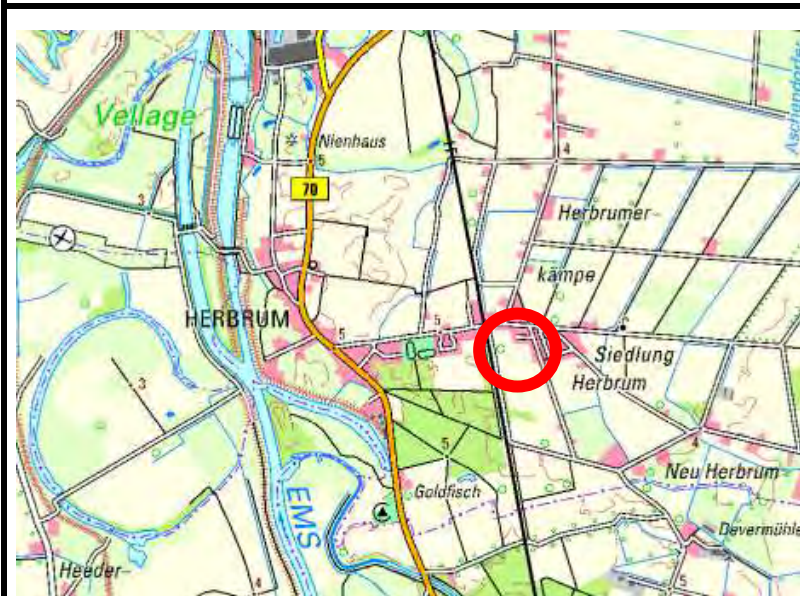 Aschendorfer
Vellage
Nienhaus
5
4
70
3
Herbrumer-
kämpe
HERBRUM
5
5
Siedlung
Herbrum
3
5
4
Neu Herbrum
Goldfisch
EMS
Devermühle
Heeder-
4
5